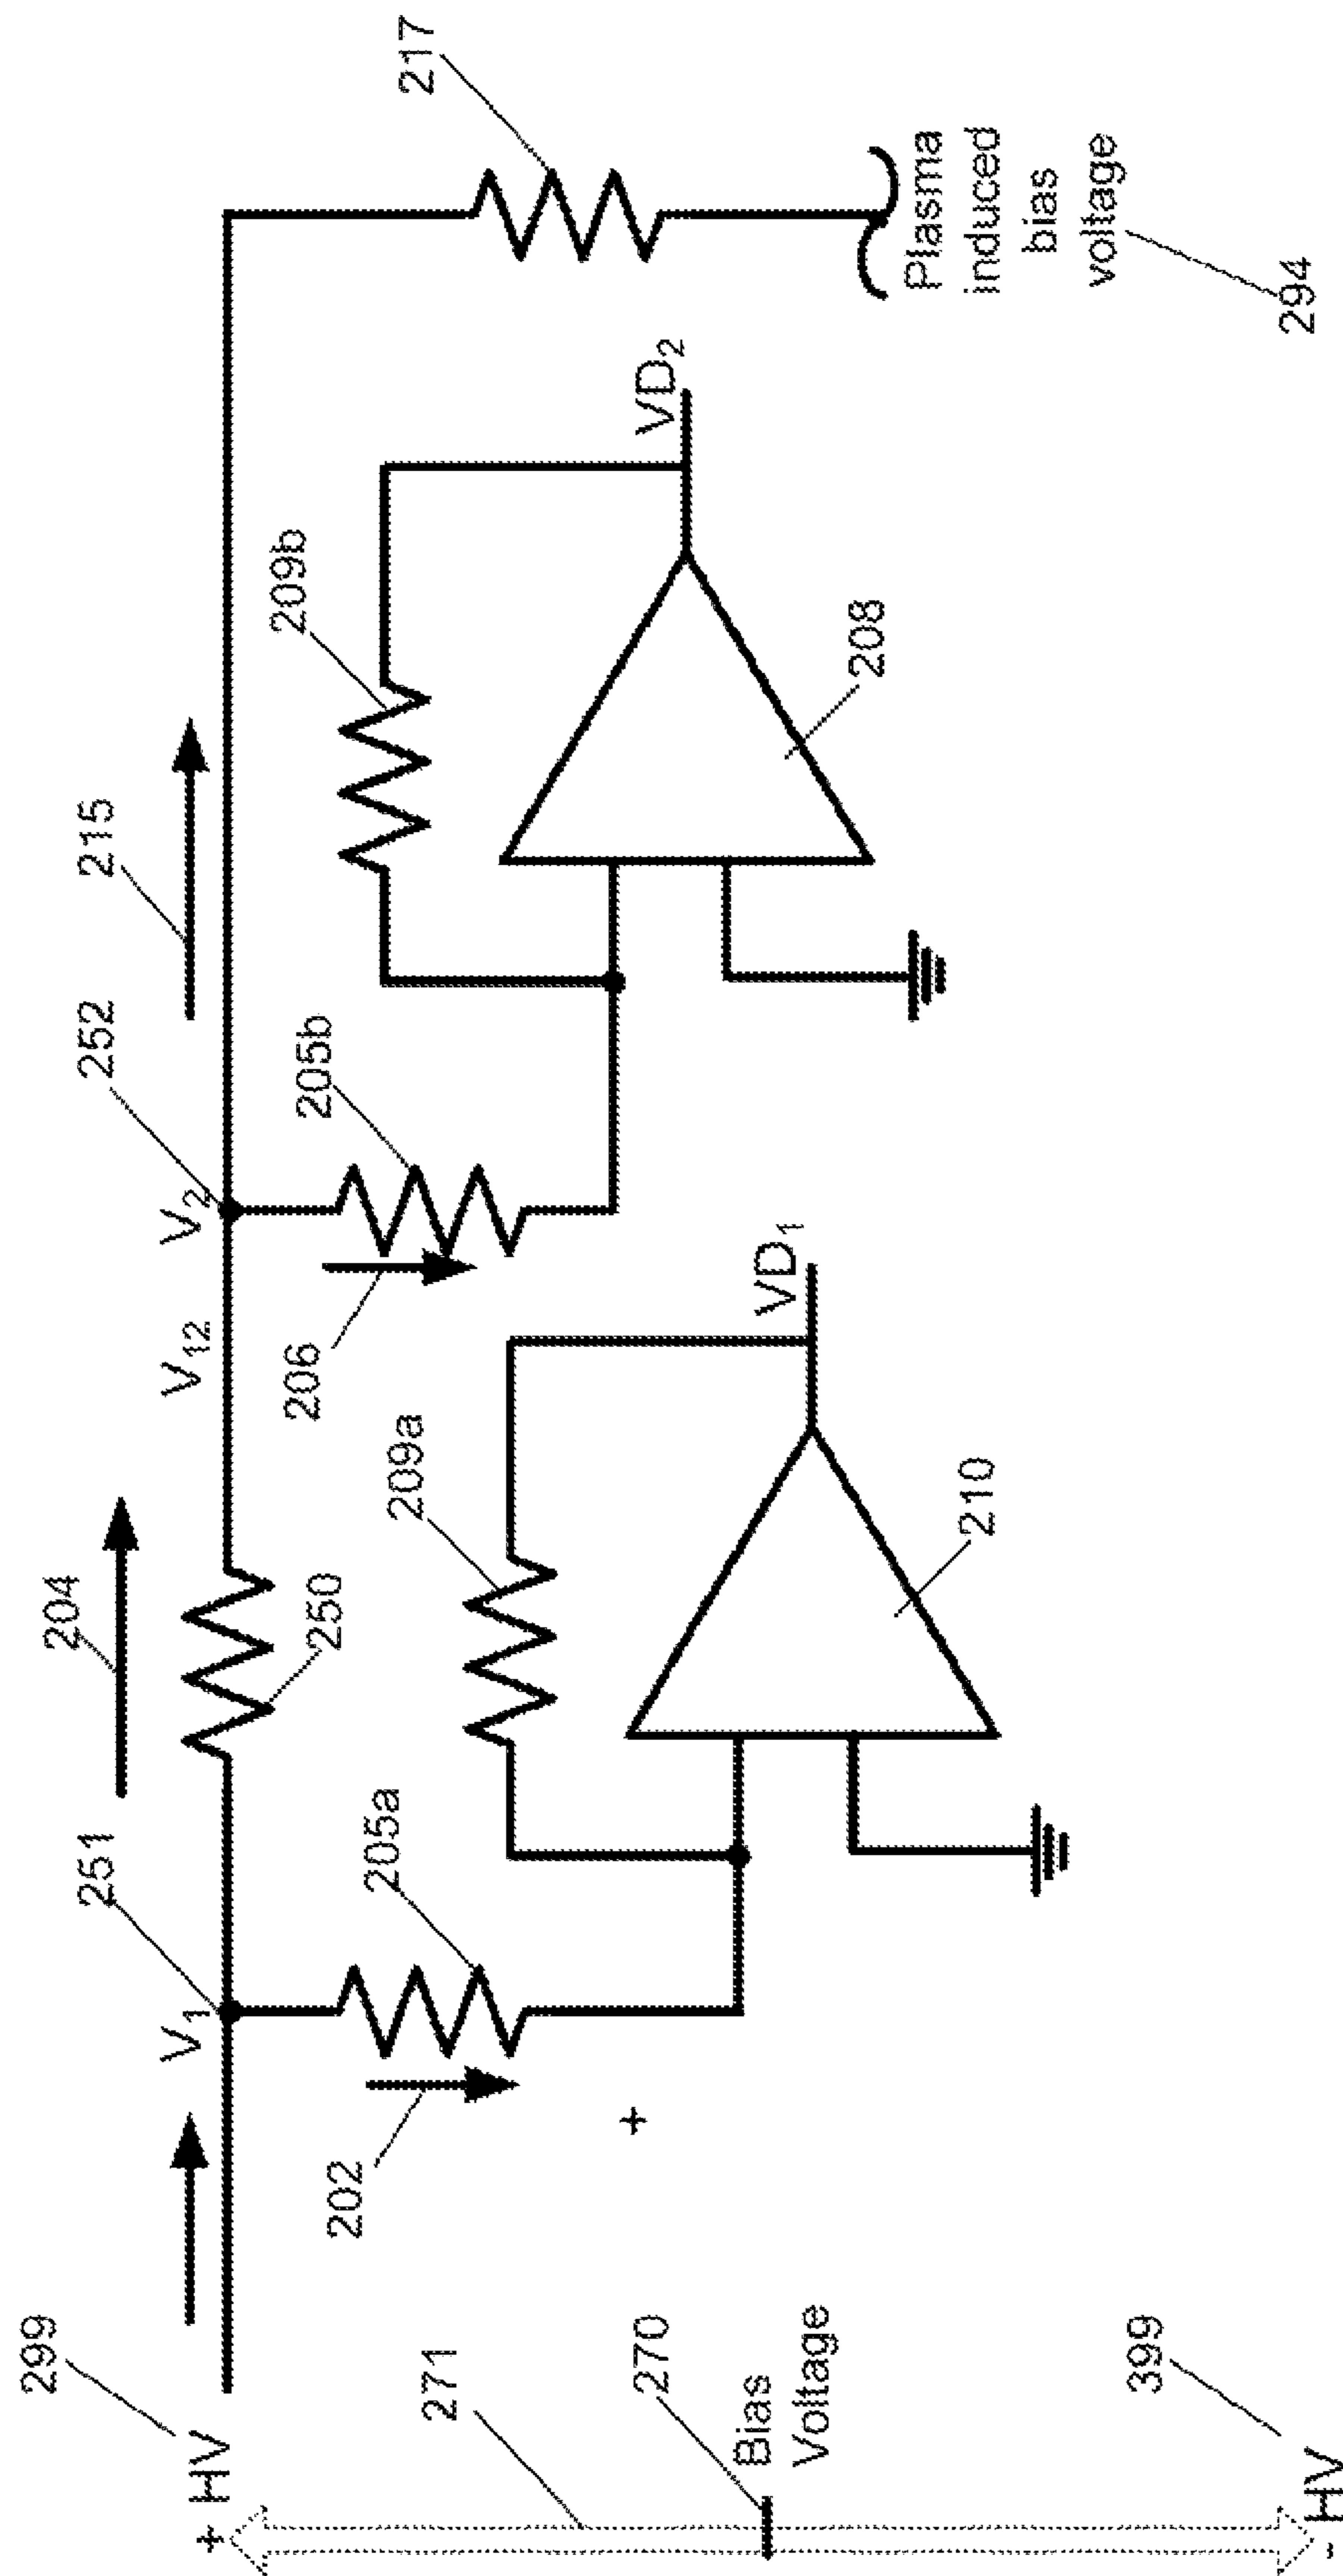 299
204
251
215
252
217
+ HV
V₁
V₁₂
V₂
250
202
205a
206
205b
209a
209b
VD₁
VD₂
210
208
+
271
270
Bias
Voltage
Plasma
induced
bias
voltage
294
399
- HV